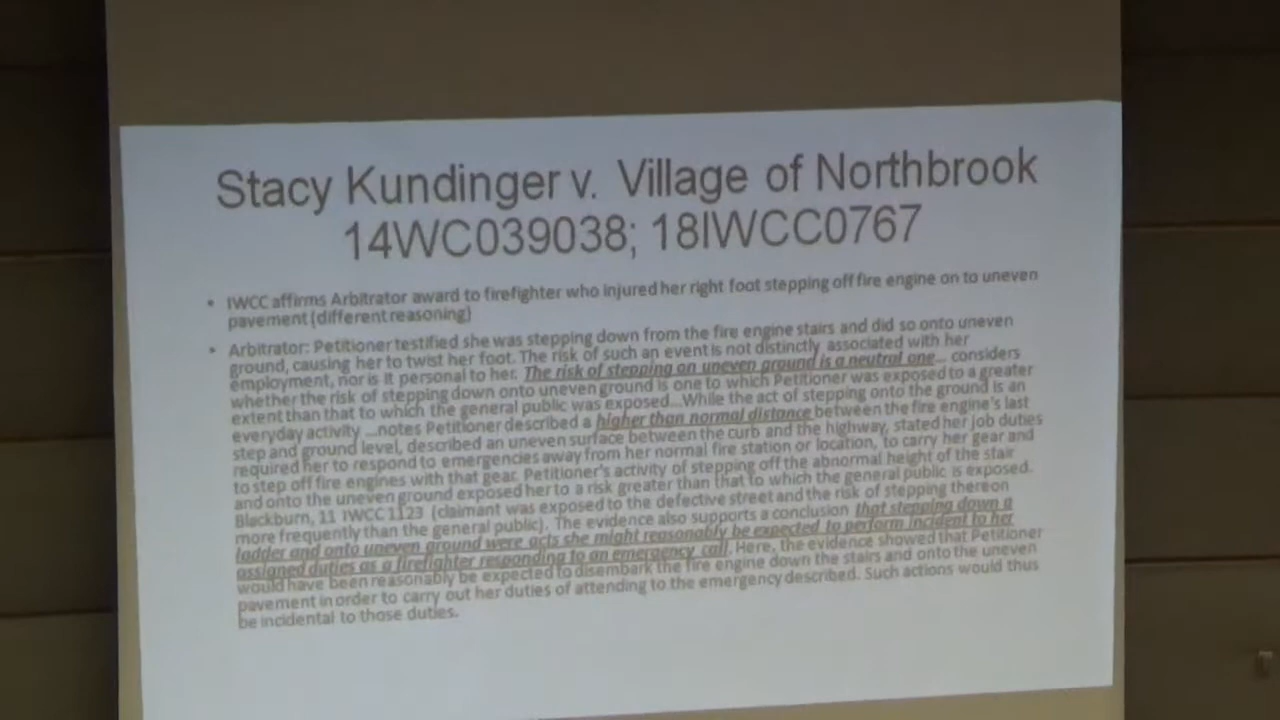 Stacy Kundinger v. Village of Northbrook
14WC039038; 18IWCC0767
• IWCC affirms Arbitrator award to firefighter who injured her right foot stepping off fire engine on to uneven
pavement (different reasoning)
• Arbitrator: Petitioner testified she was stepping down from the fire engine stairs and did so onto uneven
ground, causing her to twist her foot. The risk of such an event is not distinctly associated with her
employment, nor is it personal to her. The risk of stepping on uneven ground is a neutral one... considers
whether the risk of stepping down onto uneven ground is one to which Petitioner was exposed to a greater
extent than that to which the general public was exposed...While the act of stepping onto the ground is an
everyday activity ...notes Petitioner described a higher than normal distance between the fire engine's last
step and ground level, described an uneven surface between the curb and the highway, stated her job duties
required her to respond to emergencies away from her normal fire station or location, to carry her gear and
to step off fire engines with that gear. Petitioner's activity of stepping off the abnormal height of the stair
and onto the uneven ground exposed her to a risk greater than that to which the general public is exposed.
Blackburn, 11 IWCC 1123 (claimant was exposed to the defective street and the risk of stepping thereon
more frequently than the general public). The evidence also supports a conclusion that stepping down a
ladder and onto uneven ground were acts she might reasonably be expected to perform incident to her
assigned duties as a firefighter responding to an emergency call. Here, the evidence showed that Petitioner
would have been reasonably be expected to disembark the fire engine down the stairs and onto the uneven
pavement in order to carry out her duties of attending to the emergency described. Such actions would thus
be incidental to those duties.